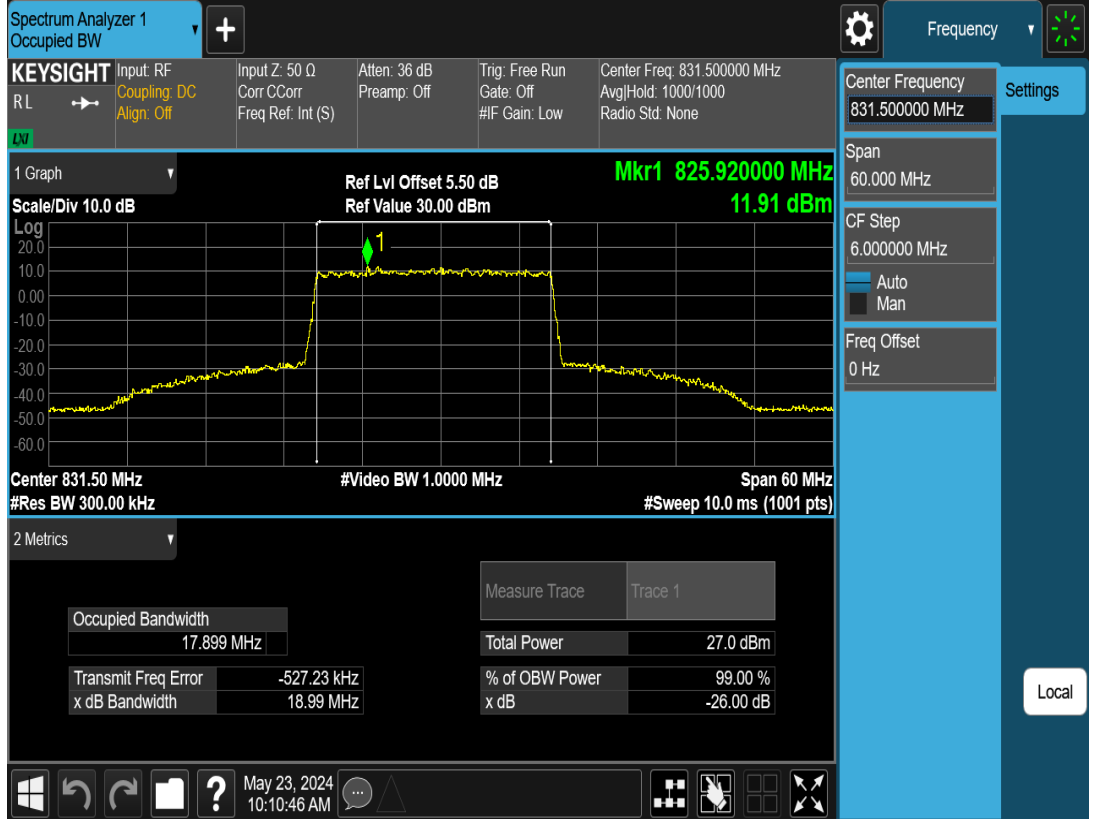 Spectrum Analyzer 1
Occupied BW
+
Frequency
KEYSIGHT
R L
LXI
Input: RF
Coupling: DC
Align: Off
Input Z: 50 Ω
Corr CCorr
Freq Ref: Int (S)
Atten: 36 dB
Preamp: Off
Trig: Free Run
Gate: Off
#IF Gain: Low
Center Freq: 831.500000 MHz
Avg|Hold: 1000/1000
Radio Std: None
Center Frequency
831.500000 MHz
Settings
Span
60.000 MHz
CF Step
6.000000 MHz
Auto
Man
Freq Offset
0 Hz
Local
1 Graph
Scale/Div 10.0 dB
Ref Lvl Offset 5.50 dB
Ref Value 30.00 dBm
Mkr1 825.920000 MHz
11.91 dBm
Log
1
20.0
10.0
0.00
-10.0
-20.0
-30.0
-40.0
-50.0
-60.0
Center 831.50 MHz
#Video BW 1.0000 MHz
Span 60 MHz
#Res BW 300.00 kHz
#Sweep 10.0 ms (1001 pts)
2 Metrics
Measure Trace
Trace 1
Occupied Bandwidth
17.899 MHz
Total Power
27.0 dBm
Transmit Freq Error
-527.23 kHz
% of OBW Power
99.00 %
x dB Bandwidth
18.99 MHz
x dB
-26.00 dB
?
May 23, 2024
10:10:46 AM